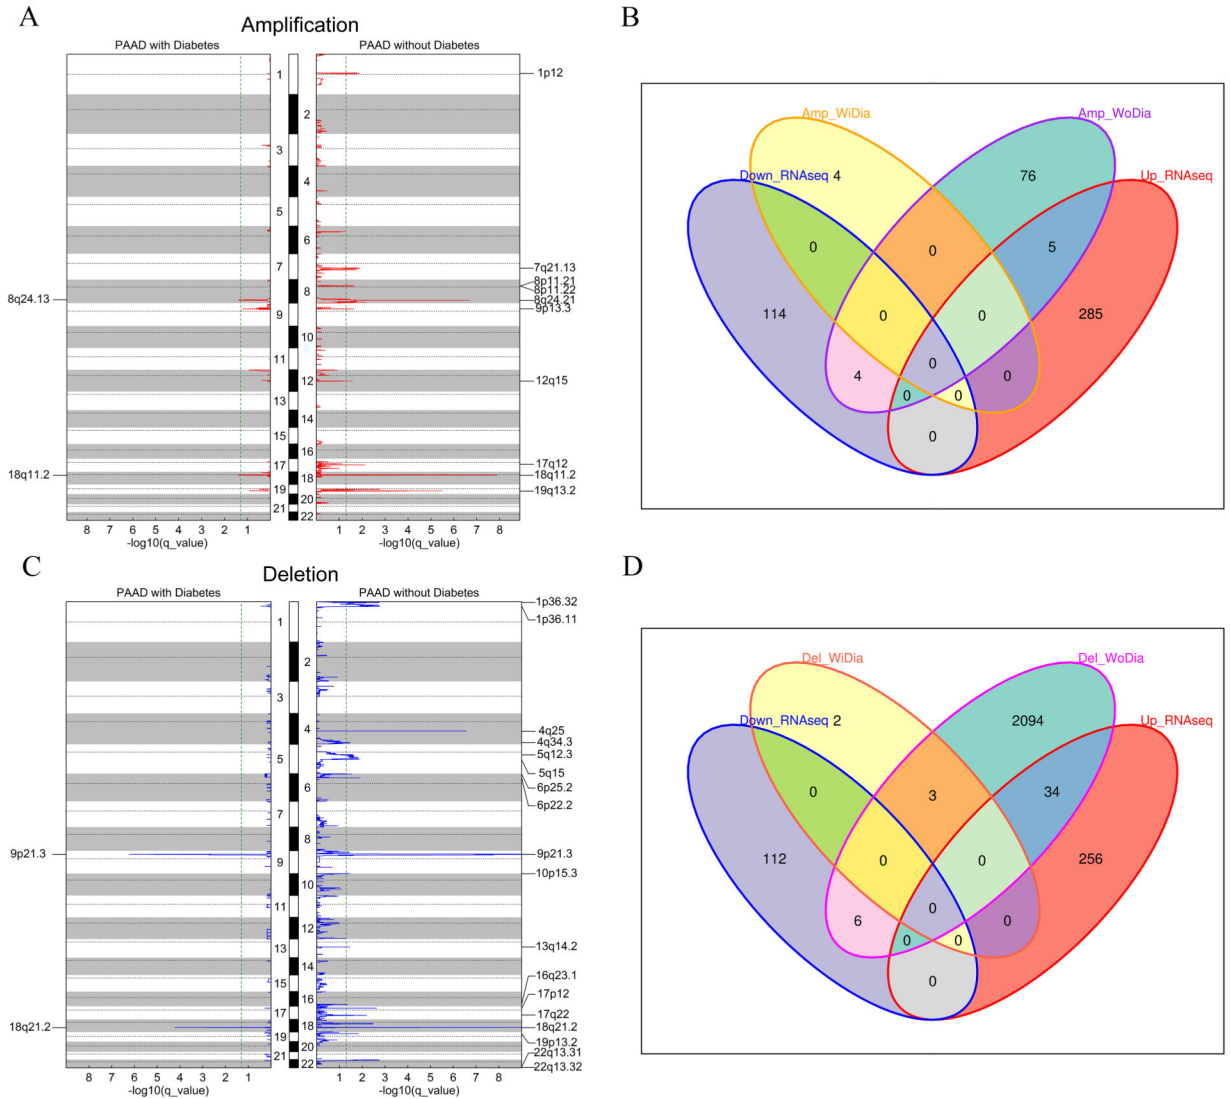 A
Amplification
PAAD with Diabetes
PAAD without Diabetes
1
2
3
4
5
6
7
8
9
10
11
12
13
14
15
16
17
18
19
20
21
22
8q24.13
18q11.2
1p12
7q21.13
8p11.21
8p11.22
8q24.21
9p13.3
12q15
17q12
18q11.2
19q13.2
8 7 6 5 4 3 2 1
1 2 3 4 5 6 7 8
-log10(q_value)
-log10(q_value)
B
Amp_WiDia
Amp_WoDia
Down_RNAseq
Up_RNAseq
4
76
0
0
5
114
0
0
285
4
0
0
0
0
0
C
Deletion
PAAD with Diabetes
PAAD without Diabetes
1
2
3
4
5
6
7
8
9
10
11
12
13
14
15
16
17
18
19
20
21
22
9p21.3
18q21.2
1p36.32
1p36.11
4q25
4q34.3
5q12.3
5q15
6p25.2
6p22.2
9p21.3
10p15.3
13q14.2
16q23.1
17p12
17q22
18q21.2
19p13.2
22q13.31
22q13.32
8 7 6 5 4 3 2 1
1 2 3 4 5 6 7 8
-log10(q_value)
-log10(q_value)
D
Del_WiDia
Del_WoDia
Down_RNAseq
Up_RNAseq
2
2094
0
3
34
112
0
0
256
6
0
0
0
0
0